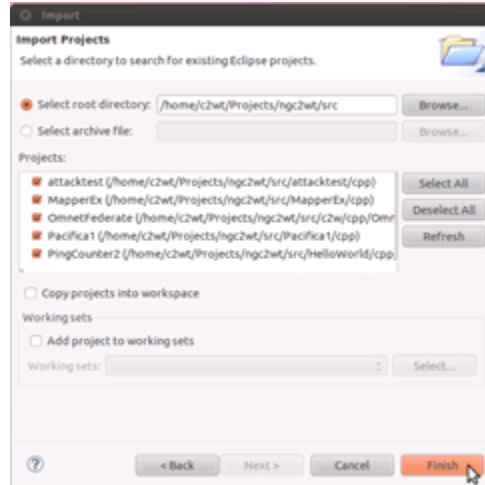 Import
Import Projects
Select a directory to search for existing Eclipse projects.
Select root directory: /home/c2wt/Projects/ngc2wt/src Browse...
Select archive file: Browse...
Projects:
attacktest (/home/c2wt/Projects/ngc2wt/src/attacktest/cpp)
MapperEx (/home/c2wt/Projects/ngc2wt/src/MapperEx/cpp)
OmnetFederate (/home/c2wt/Projects/ngc2wt/src/c2w/cpp/Omn
Pacifica1 (/home/c2wt/Projects/ngc2wt/src/Pacifica1/cpp)
PingCounter2 (/home/c2wt/Projects/ngc2wt/src/HelloWorld/cpp/
Select All
Deselect All
Refresh
Copy projects into workspace
Working sets
Add project to working sets
Working sets: Select...
? < Back Next > Cancel Finish